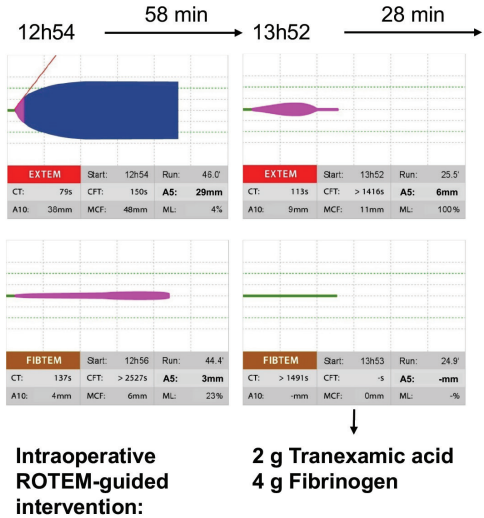 58 min
28 min
12h54
13h52
EXTEM Start: 12h54 Run: 46.0'
CT: 79s CFT: 150s A5: 29mm
A10: 38mm MCF: 48mm ML: 4%
EXTEM Start: 13h52 Run: 25.5'
CT: 113s CFT: > 1416s A5: 6mm
A10: 9mm MCF: 11mm ML: 100%
FIBTEM Start: 12h56 Run: 44.4'
CT: 137s CFT: > 2527s A5: 3mm
A10: 4mm MCF: 6mm ML: 23%
FIBTEM Start: 13h53 Run: 24.9'
CT: > 1491s CFT: -s A5: -mm
A10: -mm MCF: 0mm ML: -%
Intraoperative
ROTEM-guided
intervention:
2 g Tranexamic acid
4 g Fibrinogen